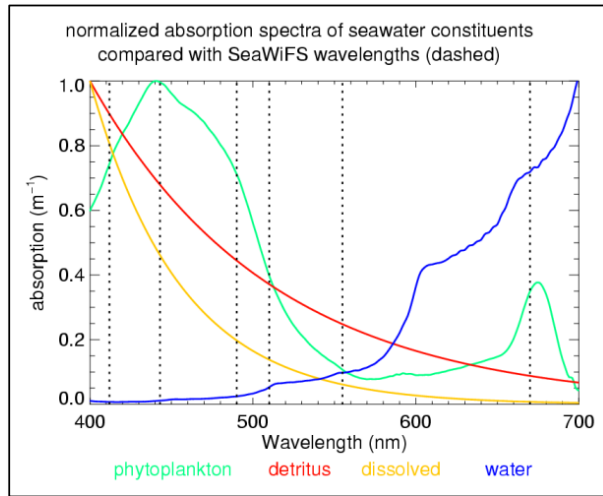 normalized absorption spectra of seawater constituents
compared with SeaWiFS wavelengths (dashed)
1.0
0.8
0.6
0.4
0.2
0.0
absorption (m⁻¹)
400 500 600 700
Wavelength (nm)
phytoplankton detritus dissolved water